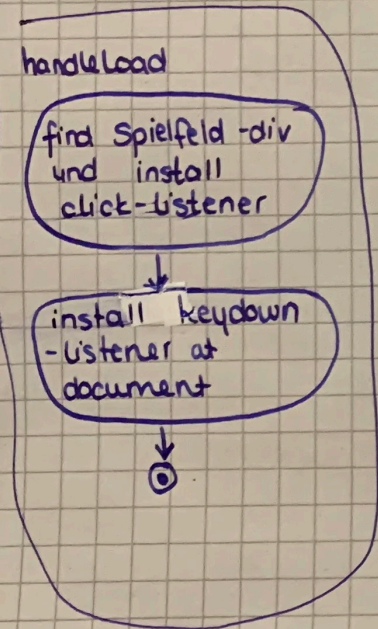 handleLoad
find Spielfeld -div
und install
click-Listener
install keydown
-Listener at
document